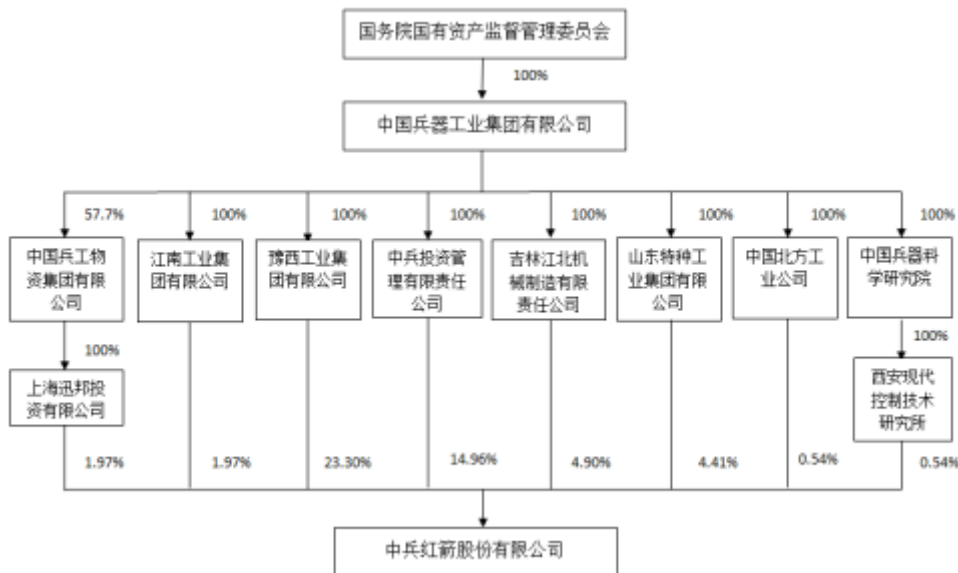 国务院国有资产监督管理委员会
100%
中国兵器工业集团有限公司
57.7%
100%
100%
100%
100%
100%
100%
100%
中国兵工物
资集团有限
公司
江南工业集
团有限公司
豫西工业集
团有限公司
中兵投资管
理有限责任
公司
吉林江北机
械制造有限
责任公司
山东特种工
业集团有限
公司
中国北方工
业公司
中国兵器科
学研究院
100%
100%
上海迅邦投
资有限公司
西安现代
控制技术
研究所
1.97%
1.97%
23.30%
14.96%
4.90%
4.41%
0.54%
0.54%
中兵红箭股份有限公司